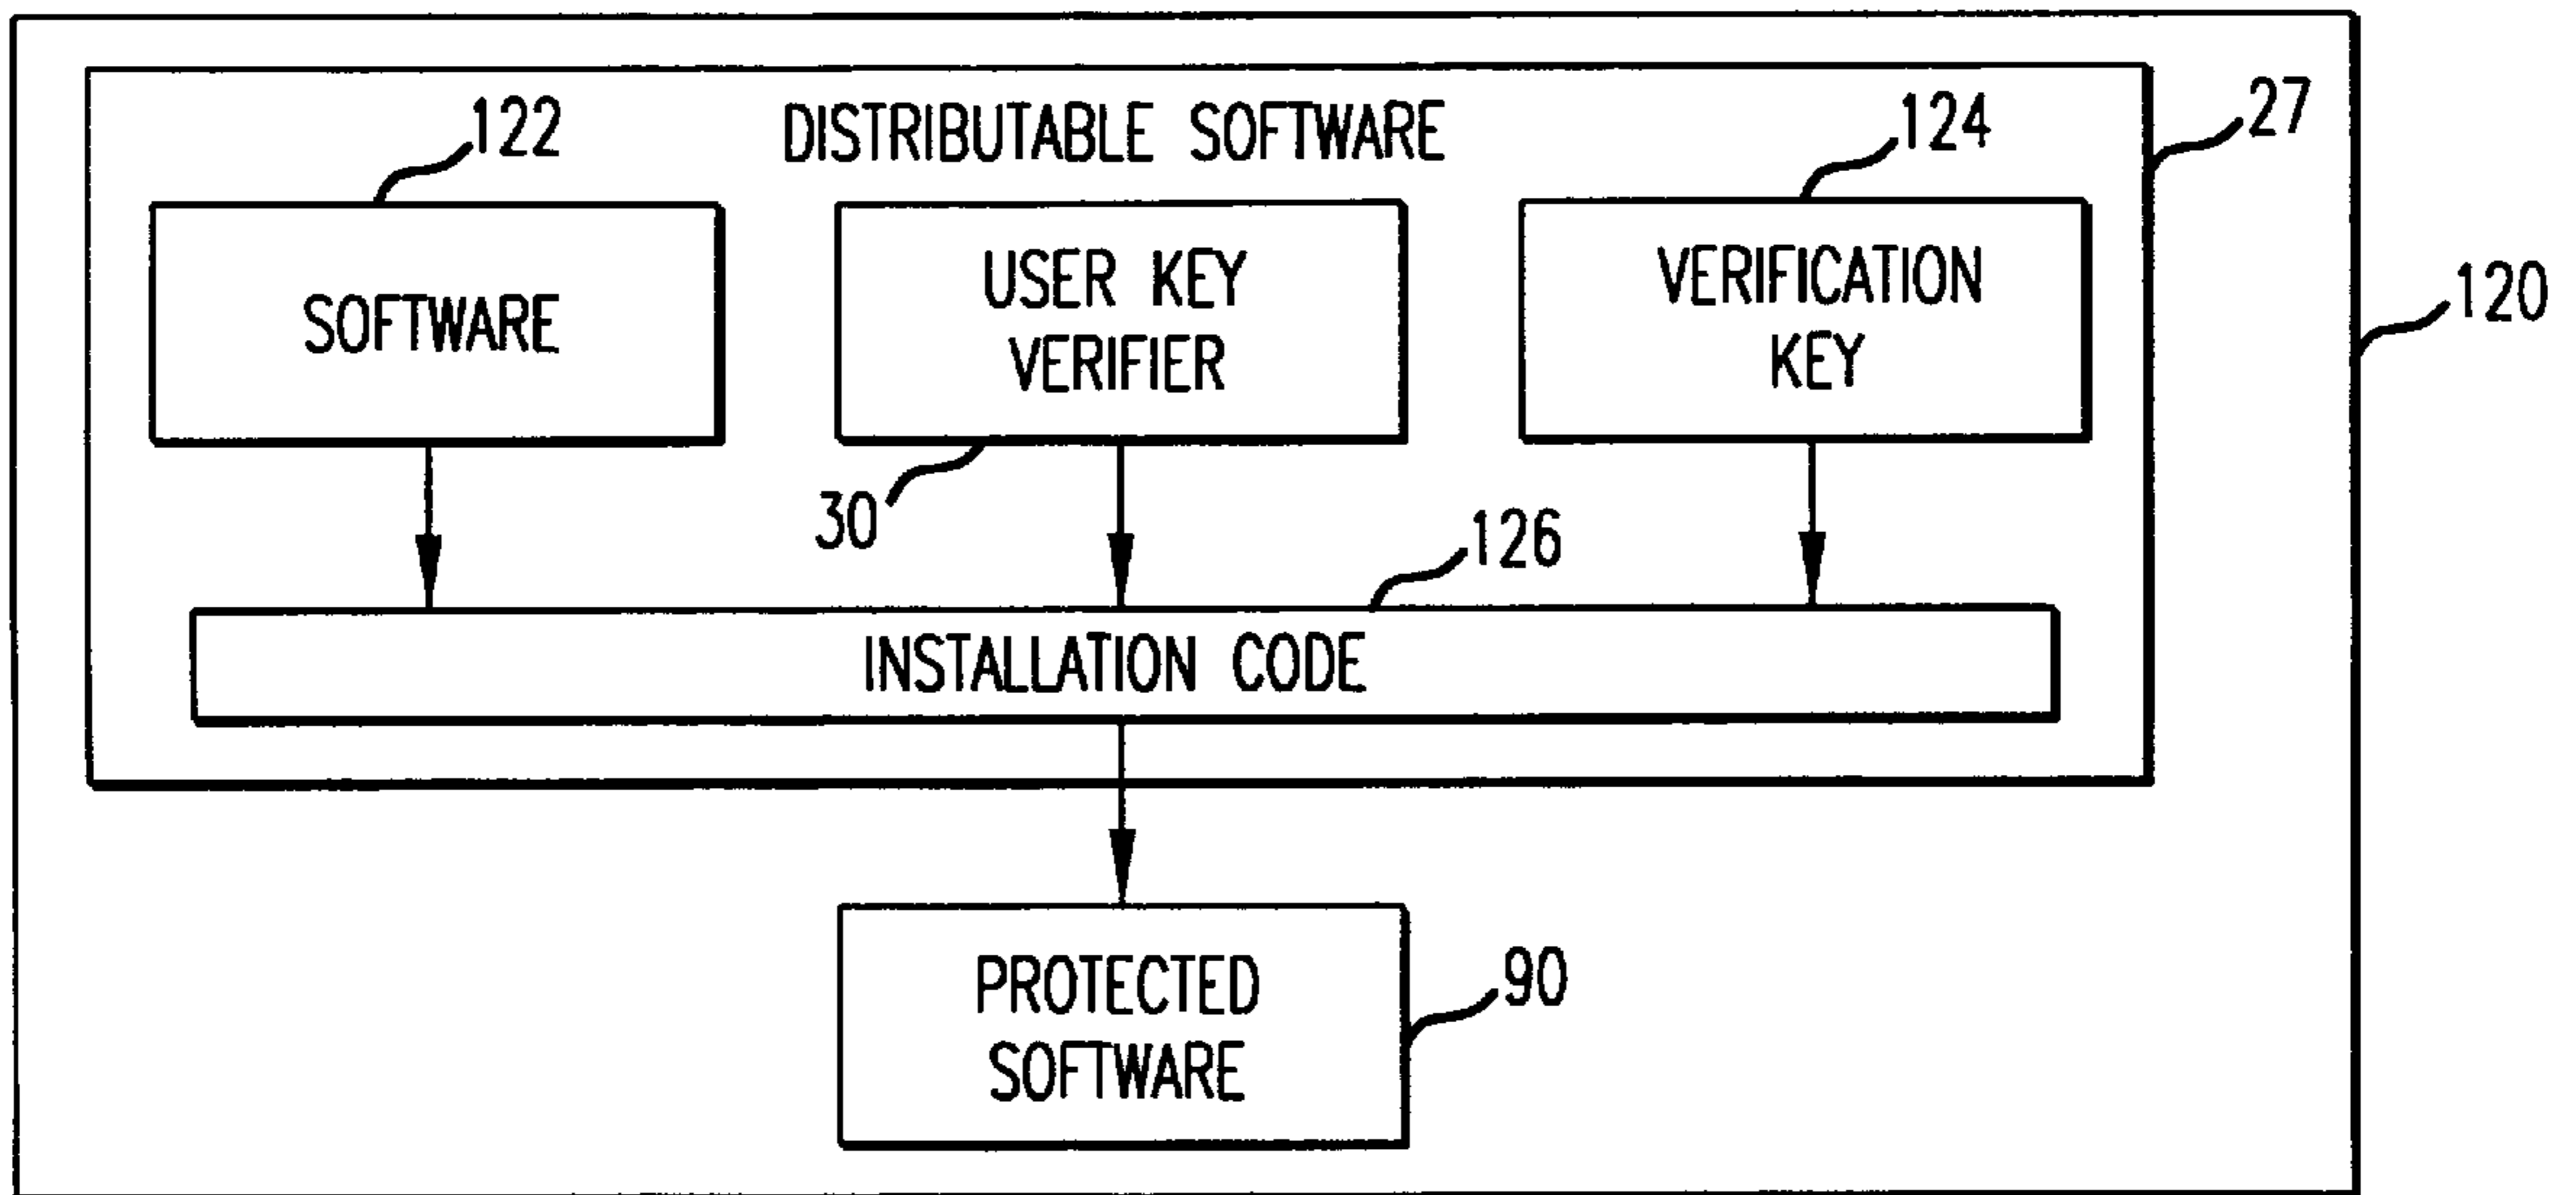 DISTRIBUTABLE SOFTWARE
122
124
27
SOFTWARE
USER KEY
VERIFIER
VERIFICATION
KEY
120
30
126
INSTALLATION CODE
PROTECTED
SOFTWARE
90